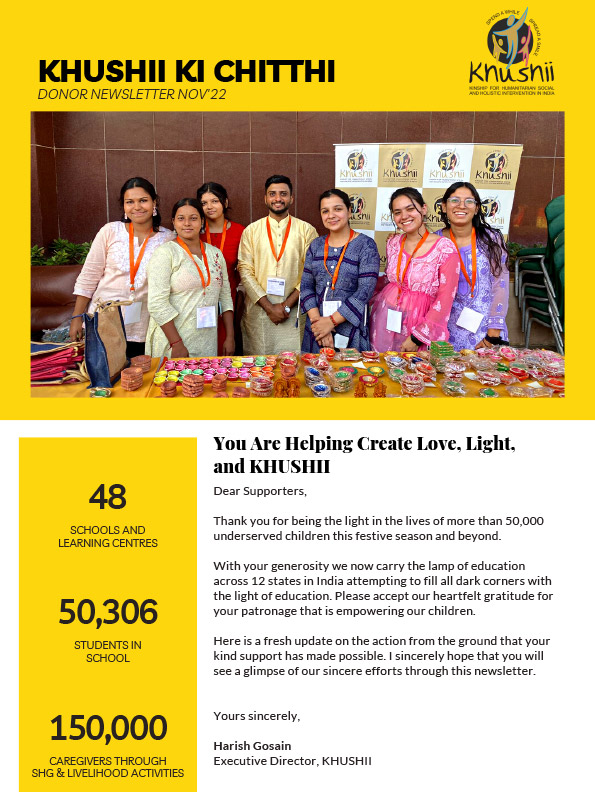 KHUSHII KI CHITTHI
DONOR NEWSLETTER NOV'22
SPEND A WHILE
SPREAD A SMILE
Khushii
KINSHIP FOR HUMANITARIAN SOCIAL
AND HOLISTIC INTERVENTION IN INDIA
Khushii
Khushii
Khushii
Khushii
48
SCHOOLS AND
LEARNING CENTRES
50,306
STUDENTS IN
SCHOOL
150,000
CAREGIVERS THROUGH
SHG & LIVELIHOOD ACTIVITIES
You Are Helping Create Love, Light,
and KHUSHII
Dear Supporters,
Thank you for being the light in the lives of more than 50,000
underserved children this festive season and beyond.
With your generosity we now carry the lamp of education
across 12 states in India attempting to fill all dark corners with
the light of education. Please accept our heartfelt gratitude for
your patronage that is empowering our children.
Here is a fresh update on the action from the ground that your
kind support has made possible. I sincerely hope that you will
see a glimpse of our sincere efforts through this newsletter.
Yours sincerely,
Harish Gosain
Executive Director, KHUSHII